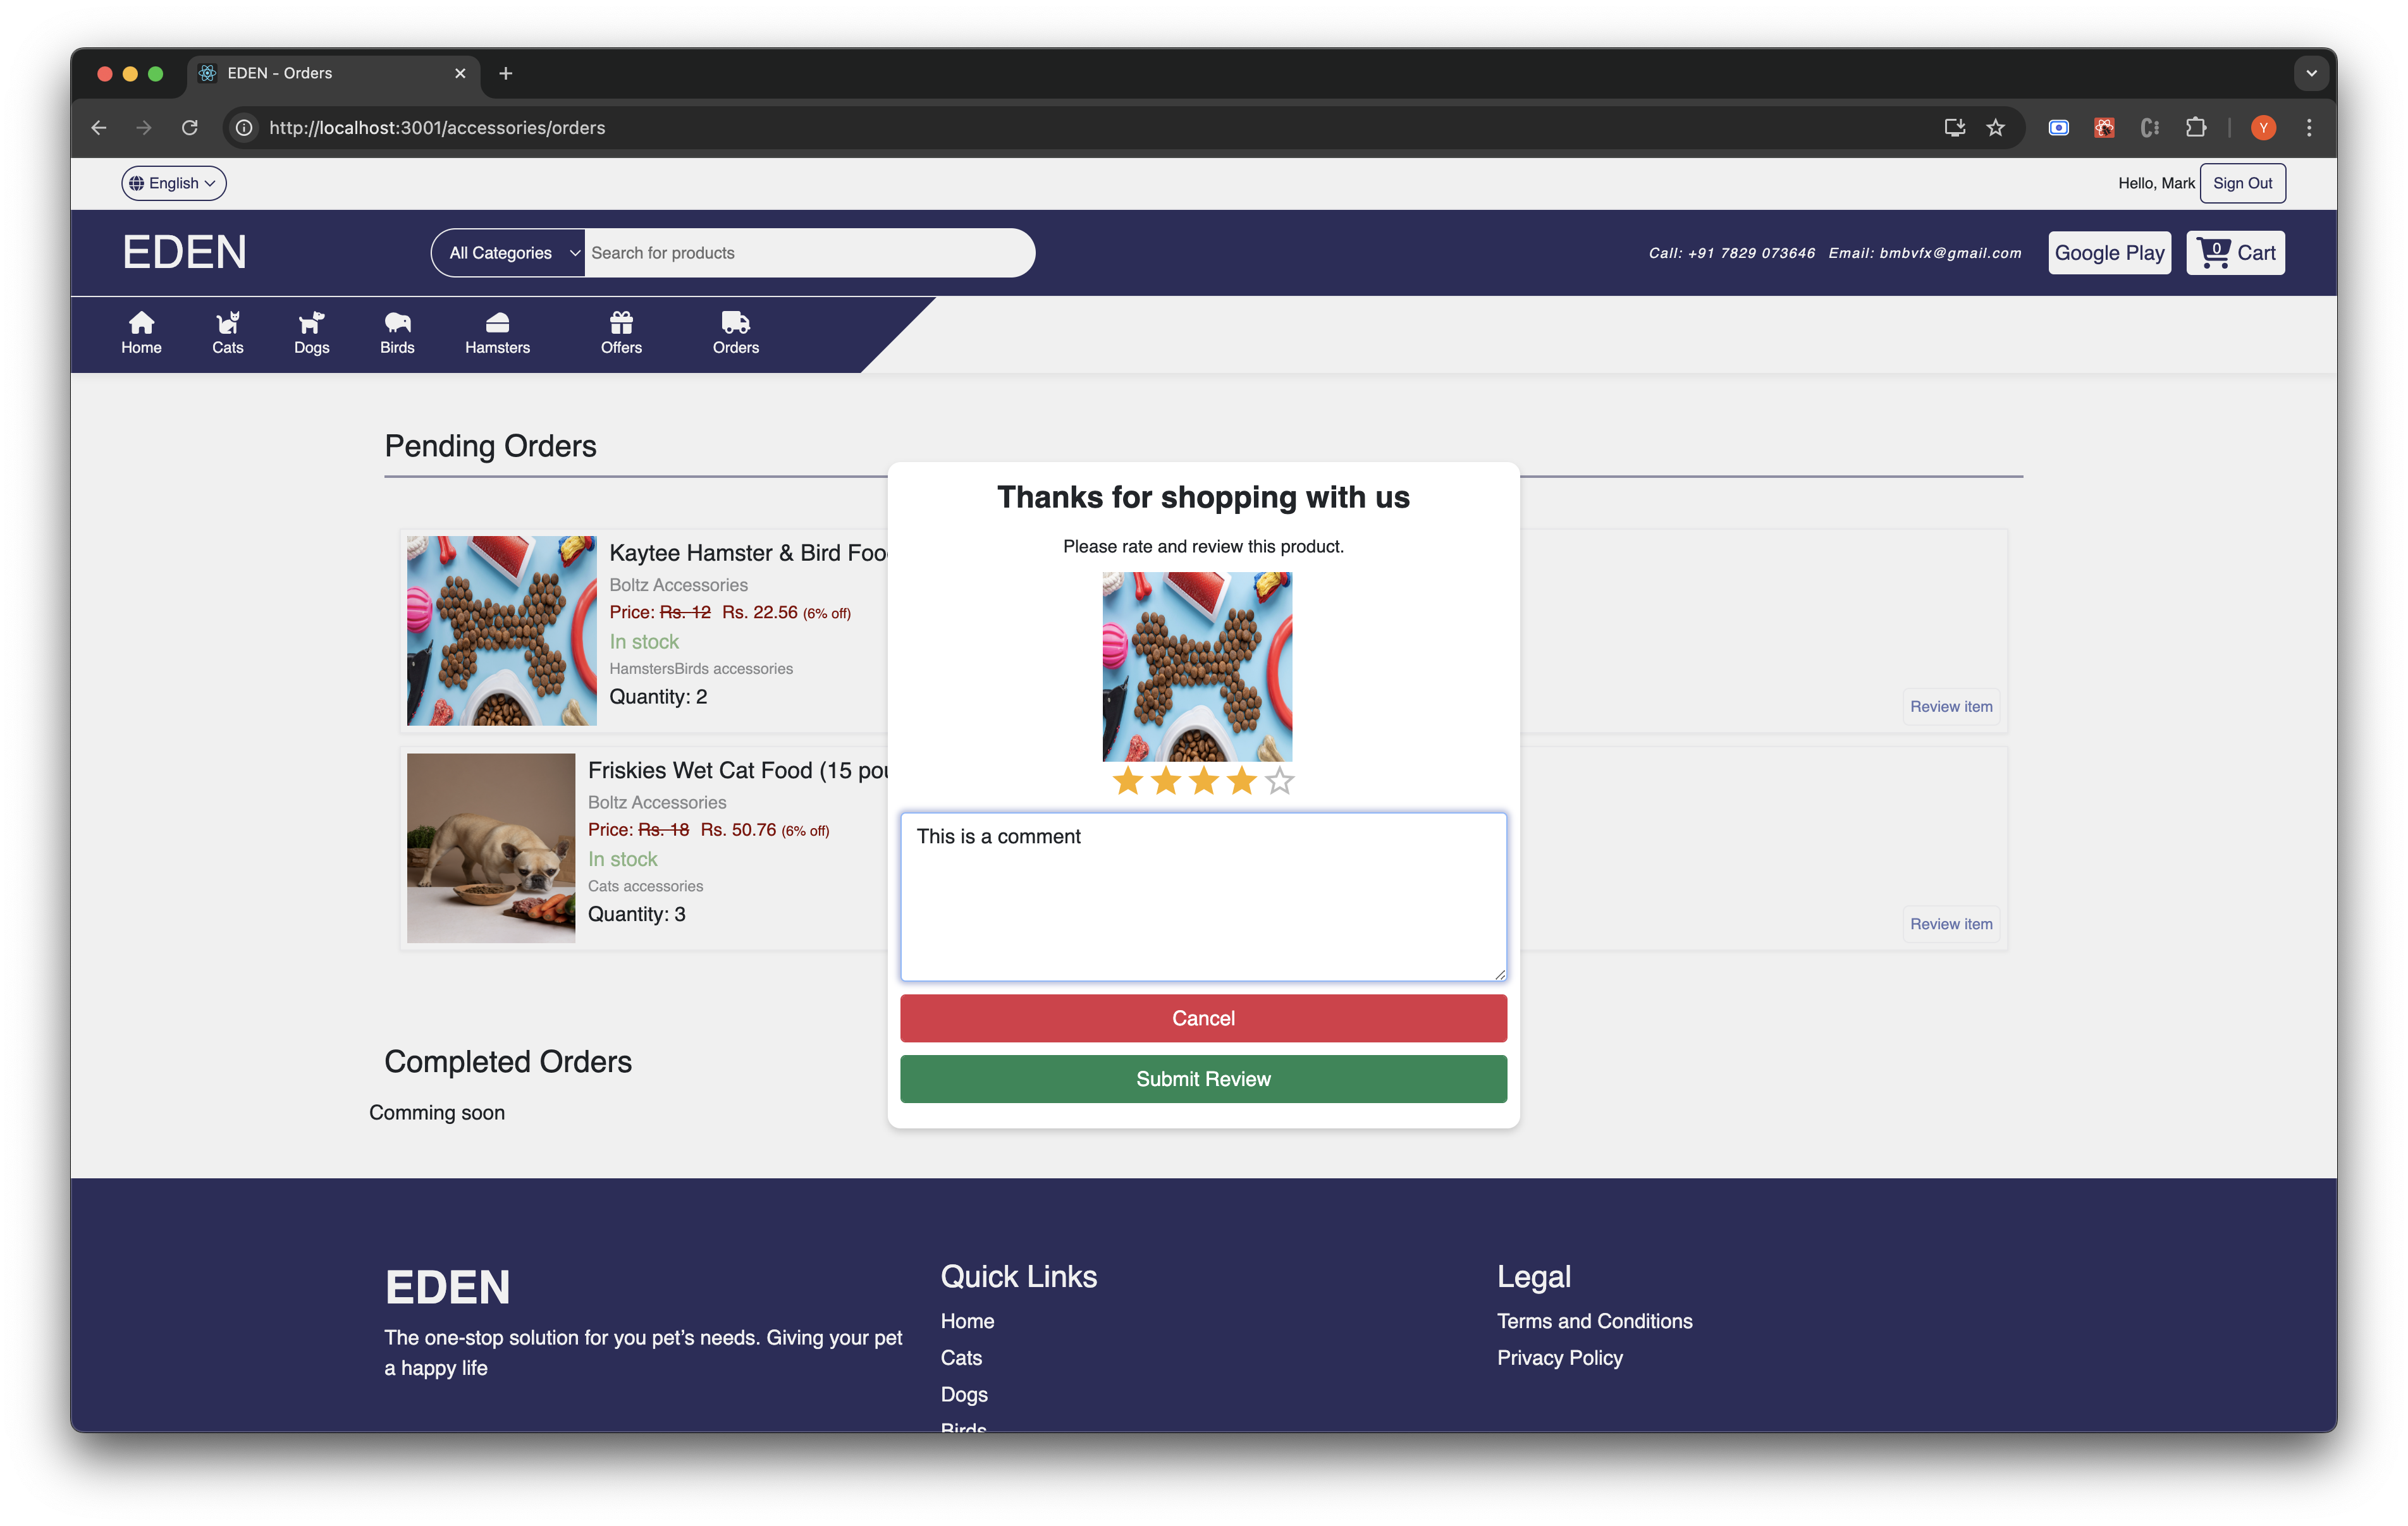 EDEN - Orders
http://localhost:3001/accessories/orders
Y
English
Hello, Mark
Sign Out
EDEN
All Categories
Search for products
Call: +91 7829 073646
Email: bmbvfx@gmail.com
Google Play
0
Cart
Home
Cats
Dogs
Birds
Hamsters
Offers
Orders
Pending Orders
Kaytee Hamster & Bird Foo
Boltz Accessories
Price: Rs. 12 Rs. 22.56 (6% off)
In stock
HamstersBirds accessories
Quantity: 2
Review item
Friskies Wet Cat Food (15 pou
Boltz Accessories
Price: Rs. 18 Rs. 50.76 (6% off)
In stock
Cats accessories
Quantity: 3
Review item
Thanks for shopping with us
Please rate and review this product.
This is a comment
Cancel
Submit Review
Completed Orders
Comming soon
EDEN
The one-stop solution for you pet's needs. Giving your pet
a happy life
Quick Links
Home
Cats
Dogs
Birds
Legal
Terms and Conditions
Privacy Policy